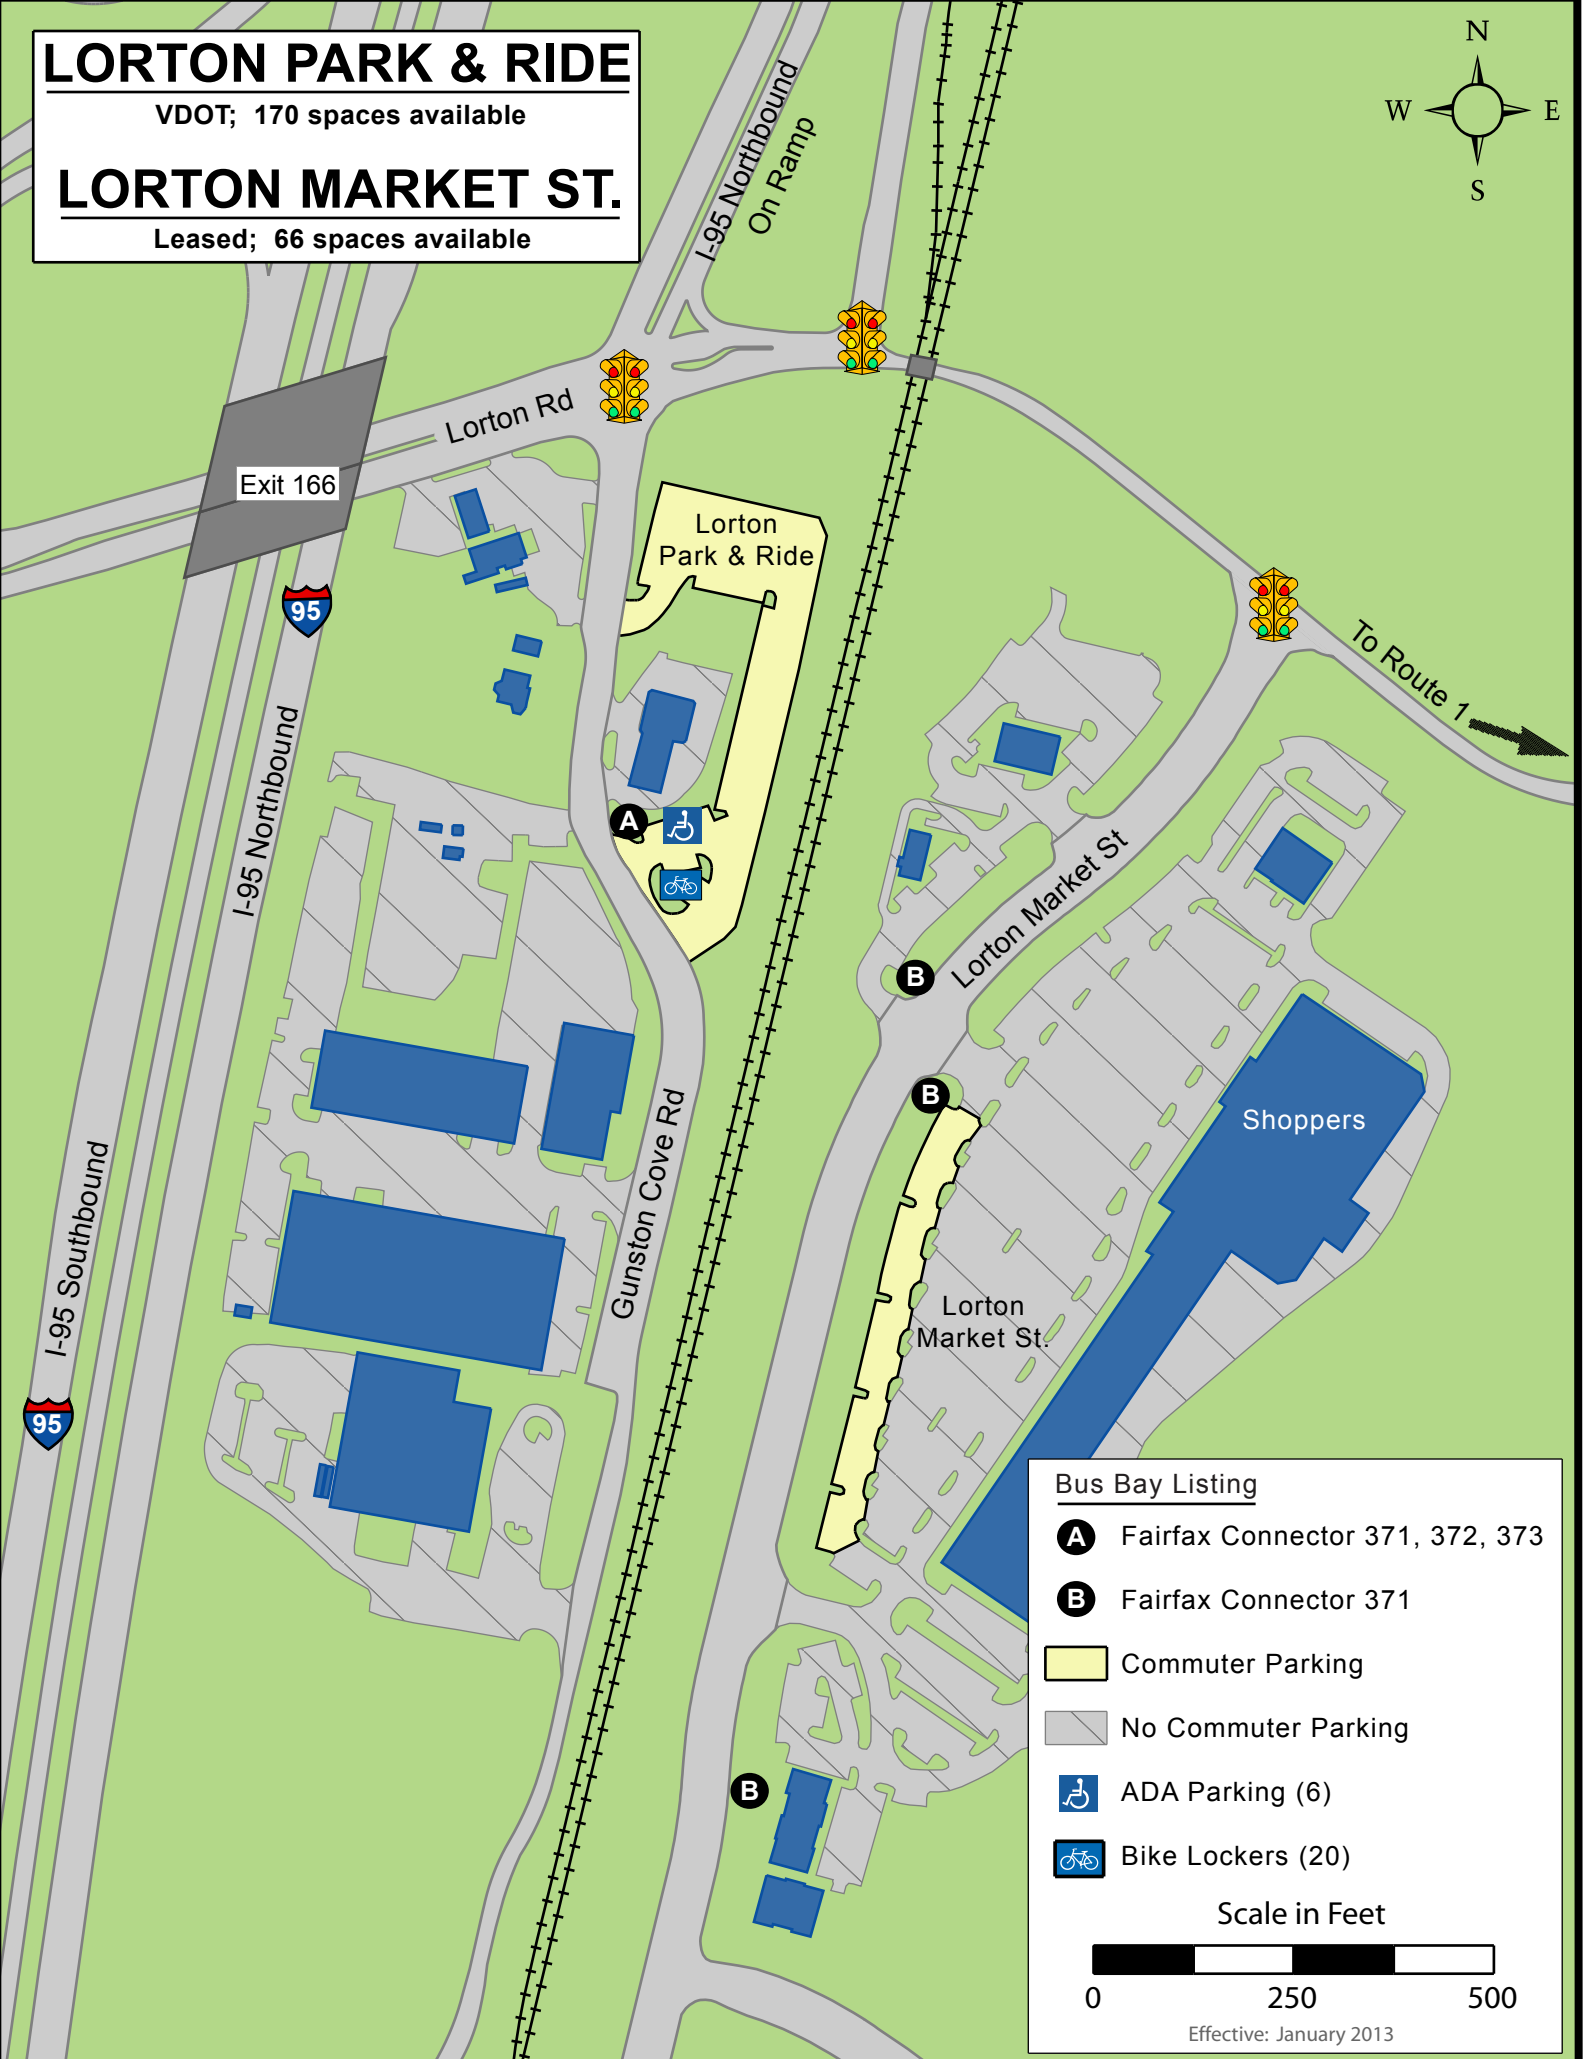 LORTON PARK & RIDE
VDOT; 170 spaces available
LORTON MARKET ST.
Leased; 66 spaces available
N
W
E
S
I-95 Northbound
On Ramp
Lorton Rd
Exit 166
95
Lorton
Park & Ride
To Route 1
I-95 Northbound
A
Lorton Market St
B
B
Shoppers
Gunston Cove Rd
I-95 Southbound
Lorton
Market St.
95
B
Bus Bay Listing
A Fairfax Connector 371, 372, 373
B Fairfax Connector 371
Commuter Parking
No Commuter Parking
ADA Parking (6)
Bike Lockers (20)
Scale in Feet
0 250 500
Effective: January 2013